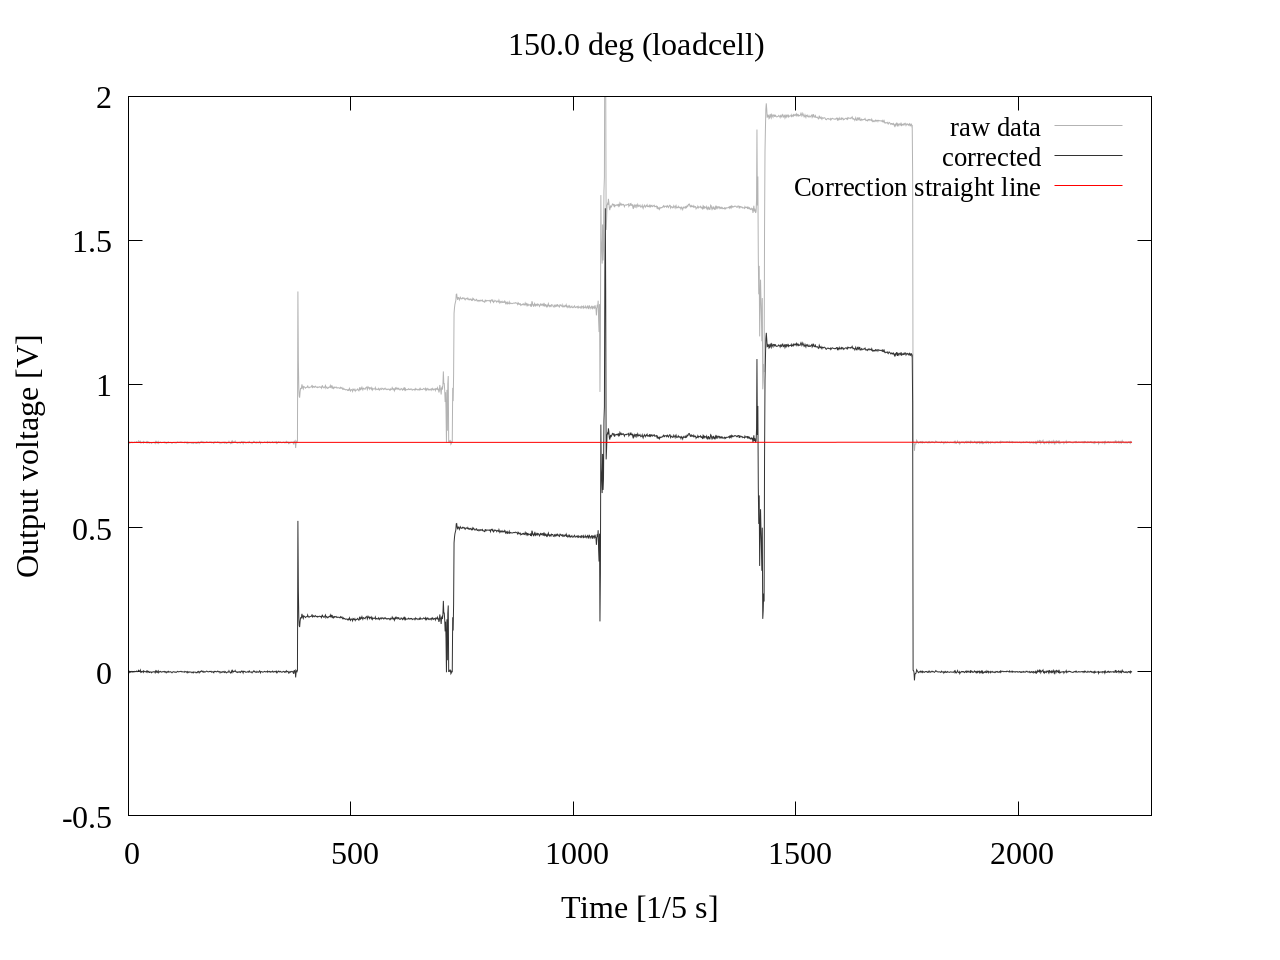 150.0 deg (loadcell)
2
1.5
1
0.5
0
-0.5
Output voltage [V]
raw data
corrected
Correction straight line
0
500
1000
1500
2000
Time [1/5 s]